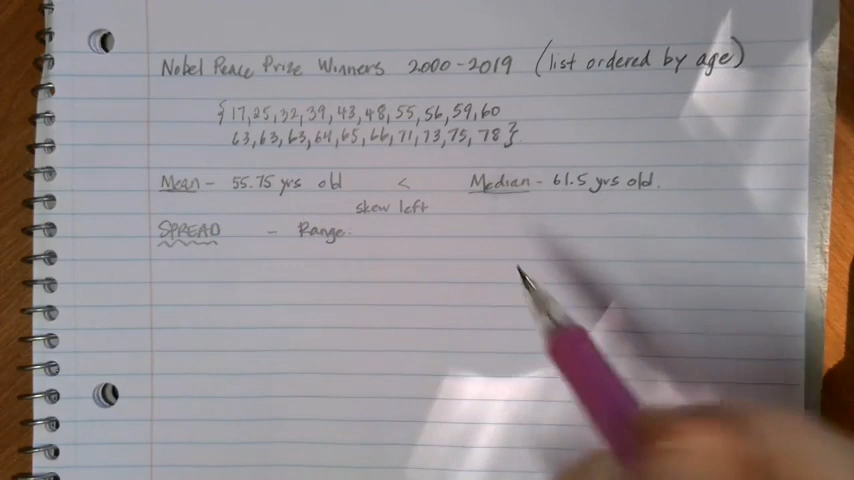 Nobel Peace Prize Winners 2000-2019 (list ordered by age)
{17, 25, 32, 39, 43, 48, 55, 56, 59, 60
63, 63, 63, 64, 65, 66, 71, 73, 75, 78}
Mean - 55.75 yrs old < Median - 61.5 yrs old.
skew left
SPREAD - Range.